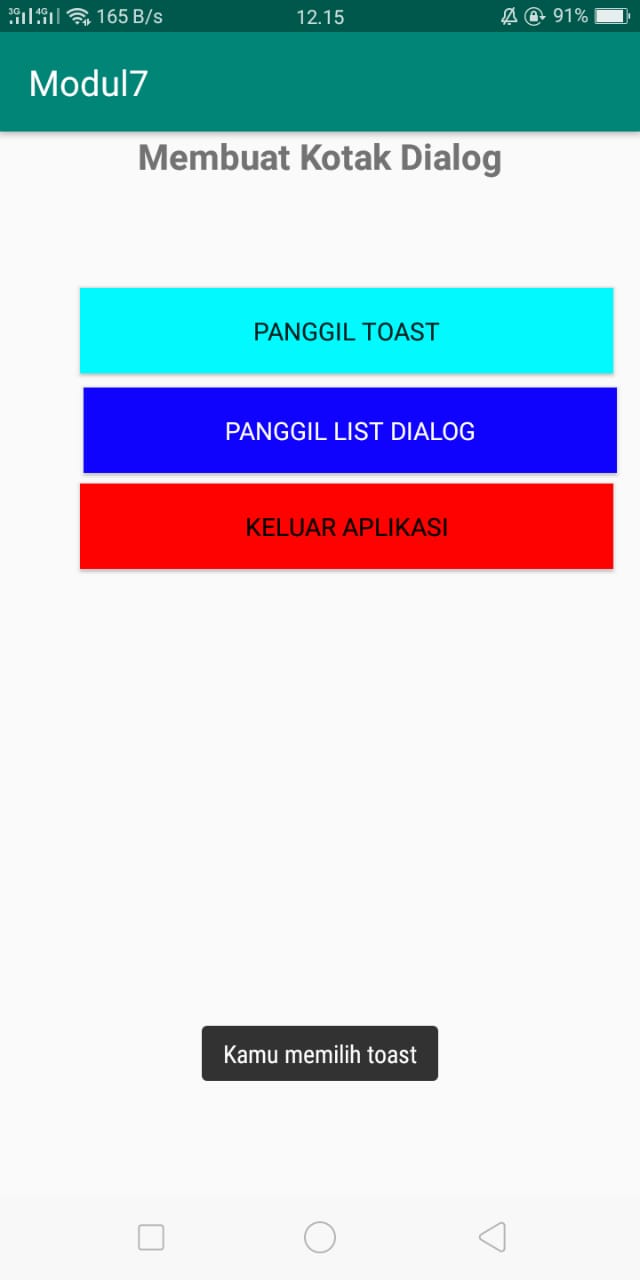 3G 4G 165 B/s 12.15 91%
Modul7
Membuat Kotak Dialog
PANGGIL TOAST
PANGGIL LIST DIALOG
KELUAR APLIKASI
Kamu memilih toast